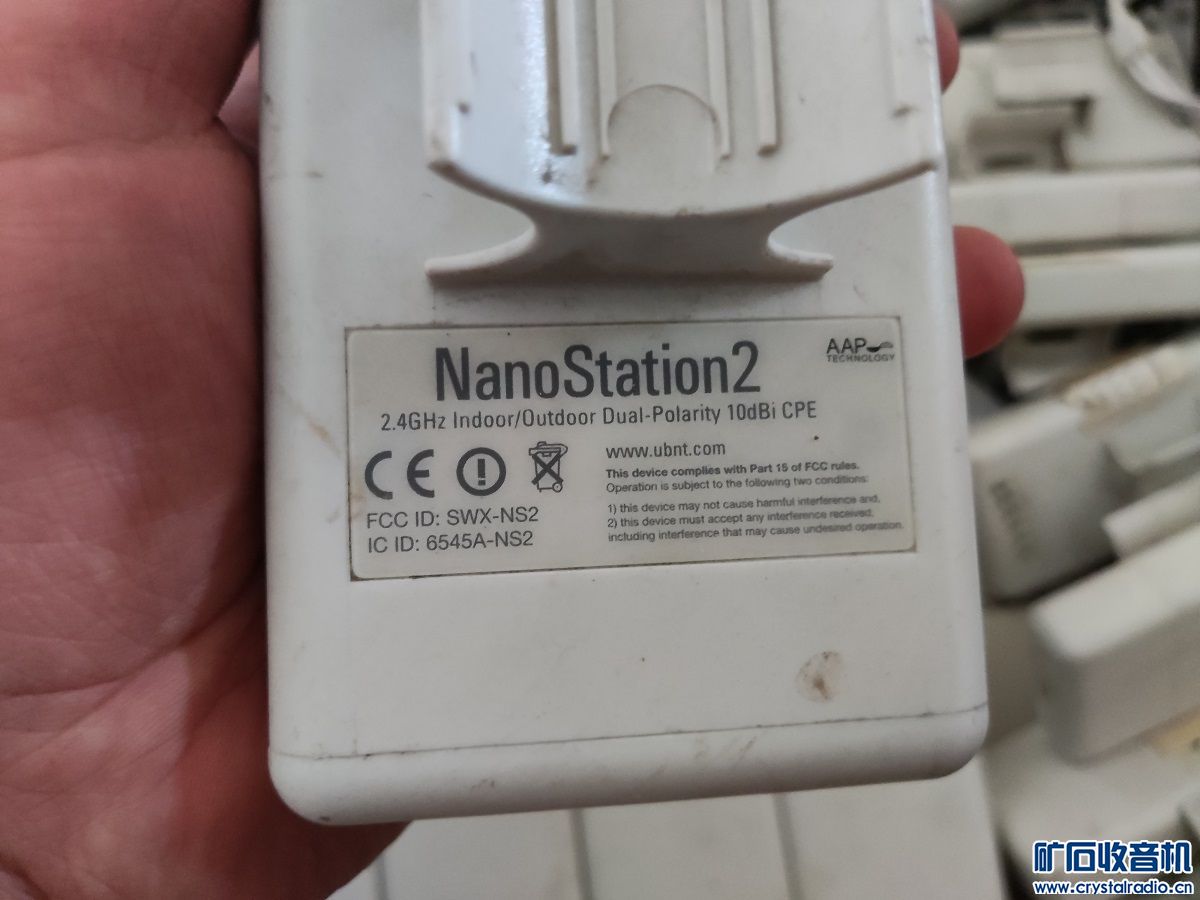 NanoStation2
AAP
TECHNOLOGY
2.4GHz Indoor/Outdoor Dual-Polarity 10dBi CPE
CE
www.ubnt.com
This device complies with Part 15 of FCC rules.
Operation is subject to the following two conditions:
1) this device may not cause harmful interference and,
2) this device must accept any interference received,
including interference that may cause undesired operation.
FCC ID: SWX-NS2
IC ID: 6545A-NS2
矿石收音机
www.crystalradio.cn